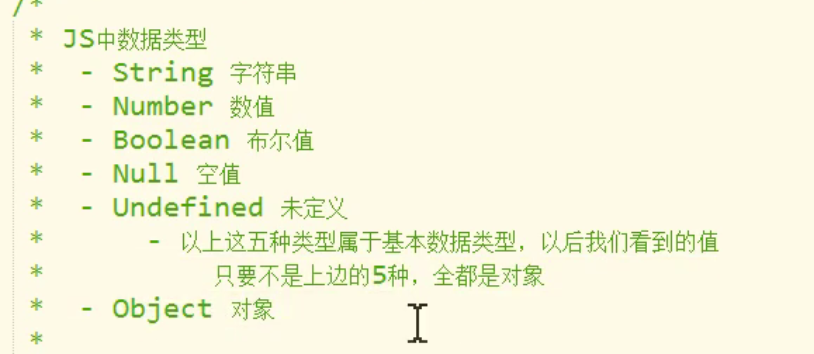 /*
* JS中数据类型
* - String 字符串
* - Number 数值
* - Boolean 布尔值
* - Null 空值
* - Undefined 未定义
* - 以上这五种类型属于基本数据类型，以后我们看到的值
* 只要不是上边的5种，全都是对象
* - Object 对象
*